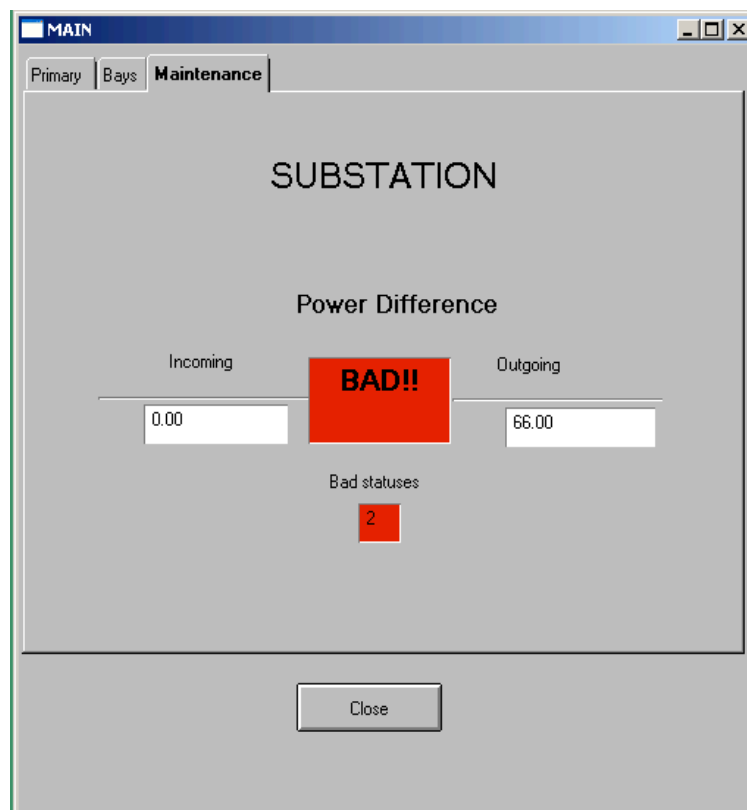 MAIN
Primary Bays Maintenance
SUBSTATION
Power Difference
Incoming BAD!! Outgoing
0.00 66.00
Bad statuses
2
Close